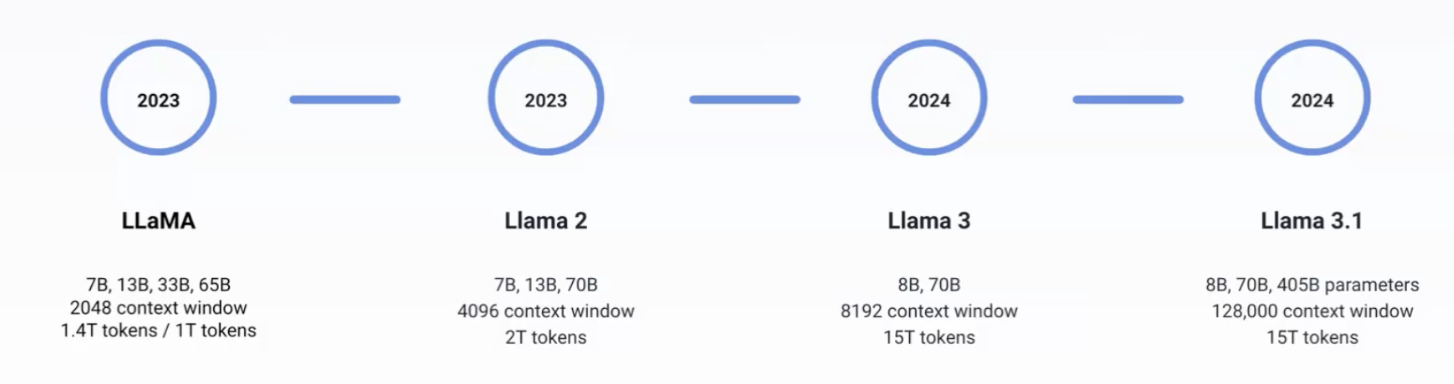 2023
2023
2024
2024
LLaMA
Llama 2
Llama 3
Llama 3.1
7B, 13B, 33B, 65B
2048 context window
1.4T tokens / 1T tokens
7B, 13B, 70B
4096 context window
2T tokens
8B, 70B
8192 context window
15T tokens
8B, 70B, 405B parameters
128,000 context window
15T tokens